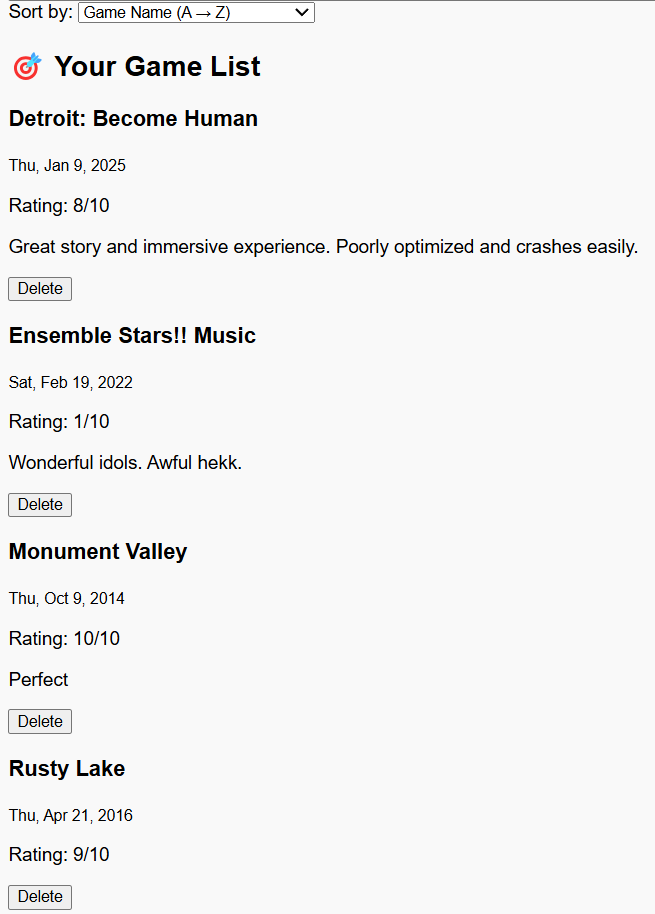 Sort by: Game Name (A → Z)
🎯 Your Game List
Detroit: Become Human
Thu, Jan 9, 2025
Rating: 8/10
Great story and immersive experience. Poorly optimized and crashes easily.
Delete
Ensemble Stars!! Music
Sat, Feb 19, 2022
Rating: 1/10
Wonderful idols. Awful hekk.
Delete
Monument Valley
Thu, Oct 9, 2014
Rating: 10/10
Perfect
Delete
Rusty Lake
Thu, Apr 21, 2016
Rating: 9/10
Delete